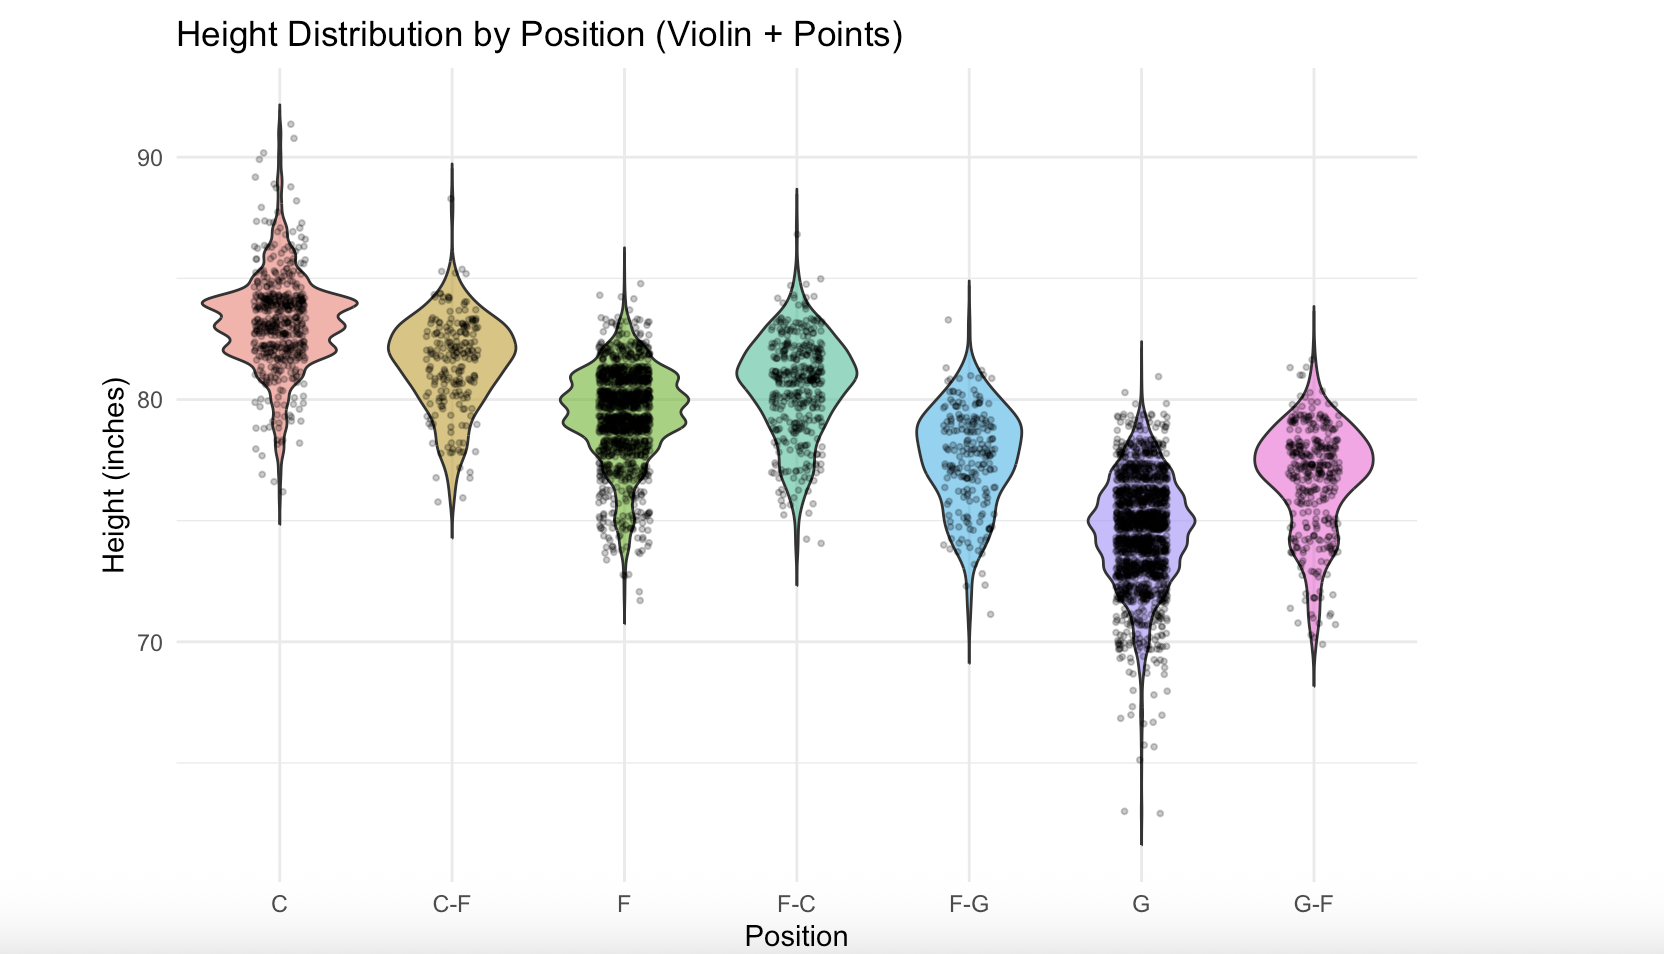 Height Distribution by Position (Violin + Points)
Height (inches)
90
80
70
C C-F F F-C F-G G G-F
Position